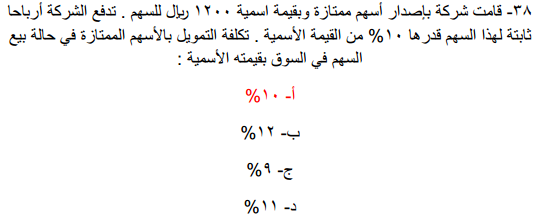 ٣٨- قامت شركة بإصدار أسهم ممتازة وبقيمة اسمية ١٢٠٠ ريال للسهم . تدفع الشركة أرباحا
ثابتة لهذا السهم قدرها ١٠% من القيمة الأسمية . تكلفة التمويل بالأسهم الممتازة في حالة بيع
السهم في السوق بقيمته الأسمية :
أ- ١٠%
ب- ١٢%
ج- ٩%
د- ١١%